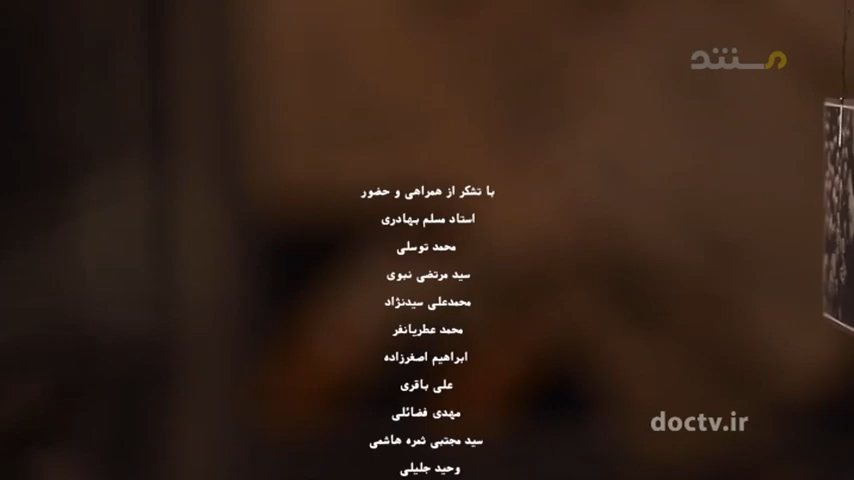 مستند
با تشکر از همراهی و حضور
استاد مسلم بهادری
محمد توسلی
سید مرتضی نبوی
محمدعلی سیدنژاد
محمد عطریانفر
ابراهیم اصغرزاده
علی باقری
مهدی فضائلی
سید مجتبی ثمره هاشمی
وحید جلیلی
doctv.ir